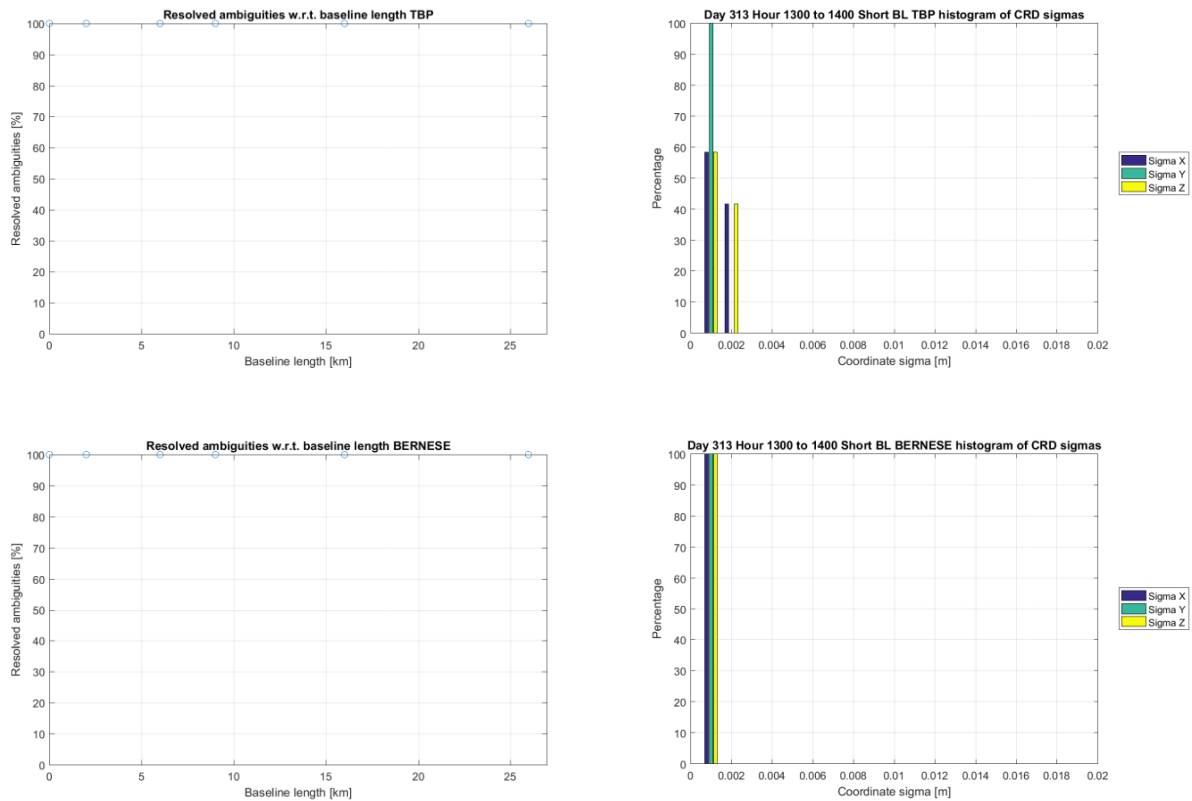 Resolved ambiguities w.r.t. baseline length TBP
100
90
80
70
60
50
40
30
20
10
0
Resolved ambiguities [%]
0 5 10 15 20 25
Baseline length [km]
Day 313 Hour 1300 to 1400 Short BL TBP histogram of CRD sigmas
100
90
80
70
60
50
40
30
20
10
0
Percentage
0 0.002 0.004 0.006 0.008 0.01 0.012 0.014 0.016 0.018 0.02
Coordinate sigma [m]
Sigma X
Sigma Y
Sigma Z
Resolved ambiguities w.r.t. baseline length BERNESE
100
90
80
70
60
50
40
30
20
10
0
Resolved ambiguities [%]
0 5 10 15 20 25
Baseline length [km]
Day 313 Hour 1300 to 1400 Short BL BERNESE histogram of CRD sigmas
100
90
80
70
60
50
40
30
20
10
0
Percentage
0 0.002 0.004 0.006 0.008 0.01 0.012 0.014 0.016 0.018 0.02
Coordinate sigma [m]
Sigma X
Sigma Y
Sigma Z